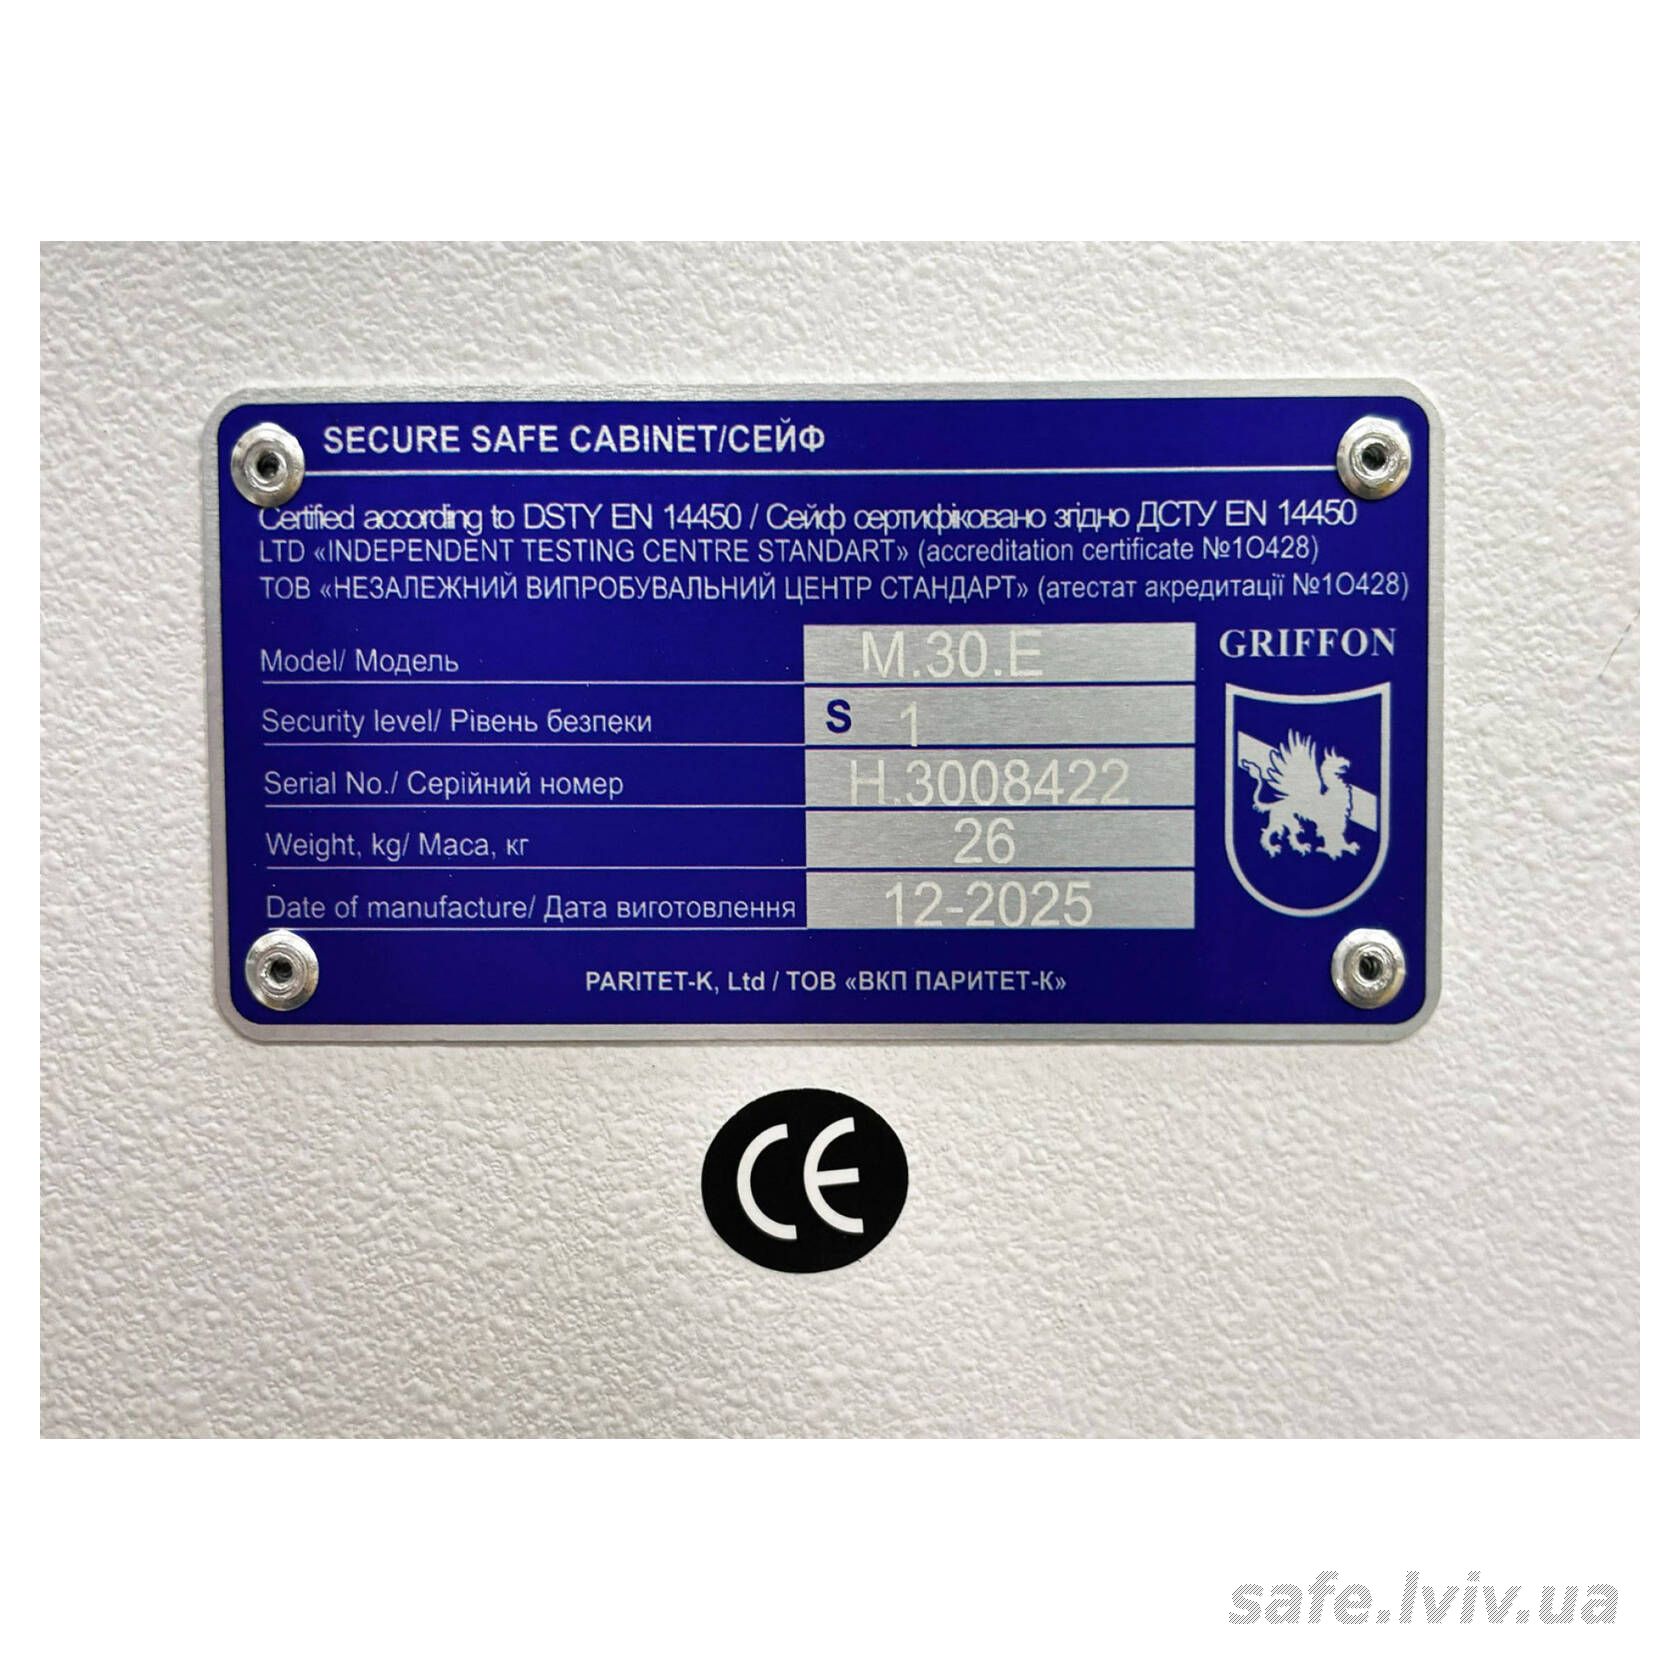 SECURE SAFE CABINET/СЕЙФ
Certified according to DSTY EN 14450 / Сейф сертифіковано згідно ДСТУ EN 14450
LTD «INDEPENDENT TESTING CENTRE STANDART» (accreditation certificate №1O428)
ТОВ «НЕЗАЛЕЖНИЙ ВИПРОБУВАЛЬНИЙ ЦЕНТР СТАНДАРТ» (атестат акредитації №1О428)
GRIFFON
Model/ Модель M.30.E
Security level/ Рівень безпеки S 1
Serial No./ Серійний номер H.3008422
Weight, kg/ Маса, кг 26
Date of manufacture/ Дата виготовлення 12-2025
PARITET-K, Ltd / ТОВ «ВКП ПАРИТЕТ-К»
CE
safe.lviv.ua